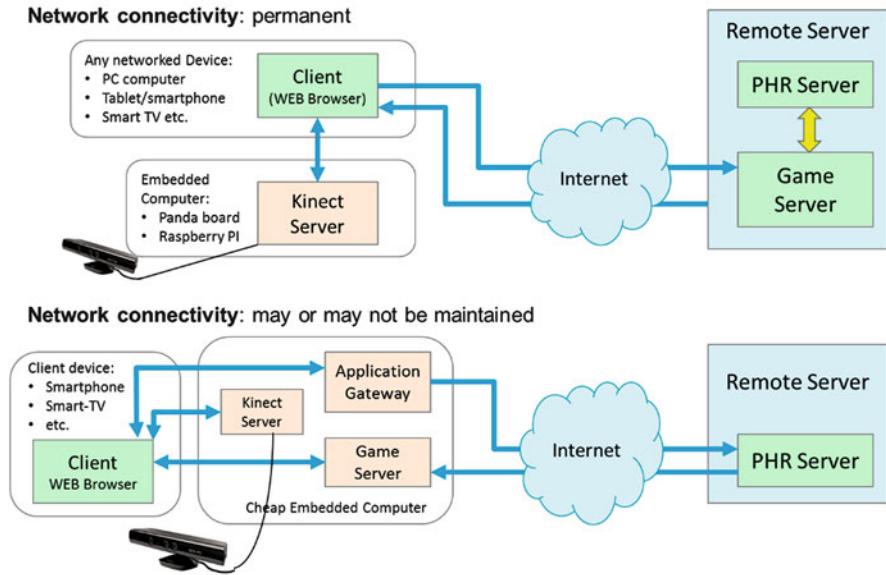 Network connectivity: permanent
Any networked Device:
• PC computer
• Tablet/smartphone
• Smart TV etc.
Client
(WEB Browser)
Embedded
Computer:
• Panda board
• Raspberry PI
Kinect
Server
Internet
Remote Server
PHR Server
Game
Server
Network connectivity: may or may not be maintained
Client device:
• Smartphone
• Smart-TV
• etc.
Client
WEB Browser
Application
Gateway
Kinect
Server
Game
Server
Cheap Embedded Computer
Internet
Remote Server
PHR Server